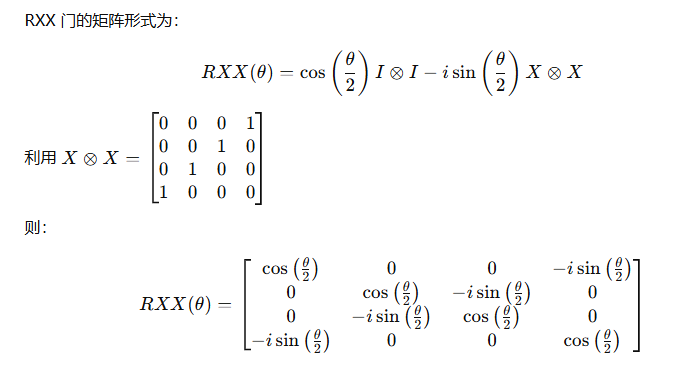 RXX 门的矩阵形式为：
RXX(θ) = cos(θ/2) I ⊗ I − i sin(θ/2) X ⊗ X
利用 X ⊗ X = [0 0 0 1
0 0 1 0
0 1 0 0
1 0 0 0]
则：
RXX(θ) = [cos(θ/2) 0 0 −i sin(θ/2)
0 cos(θ/2) −i sin(θ/2) 0
0 −i sin(θ/2) cos(θ/2) 0
−i sin(θ/2) 0 0 cos(θ/2)]